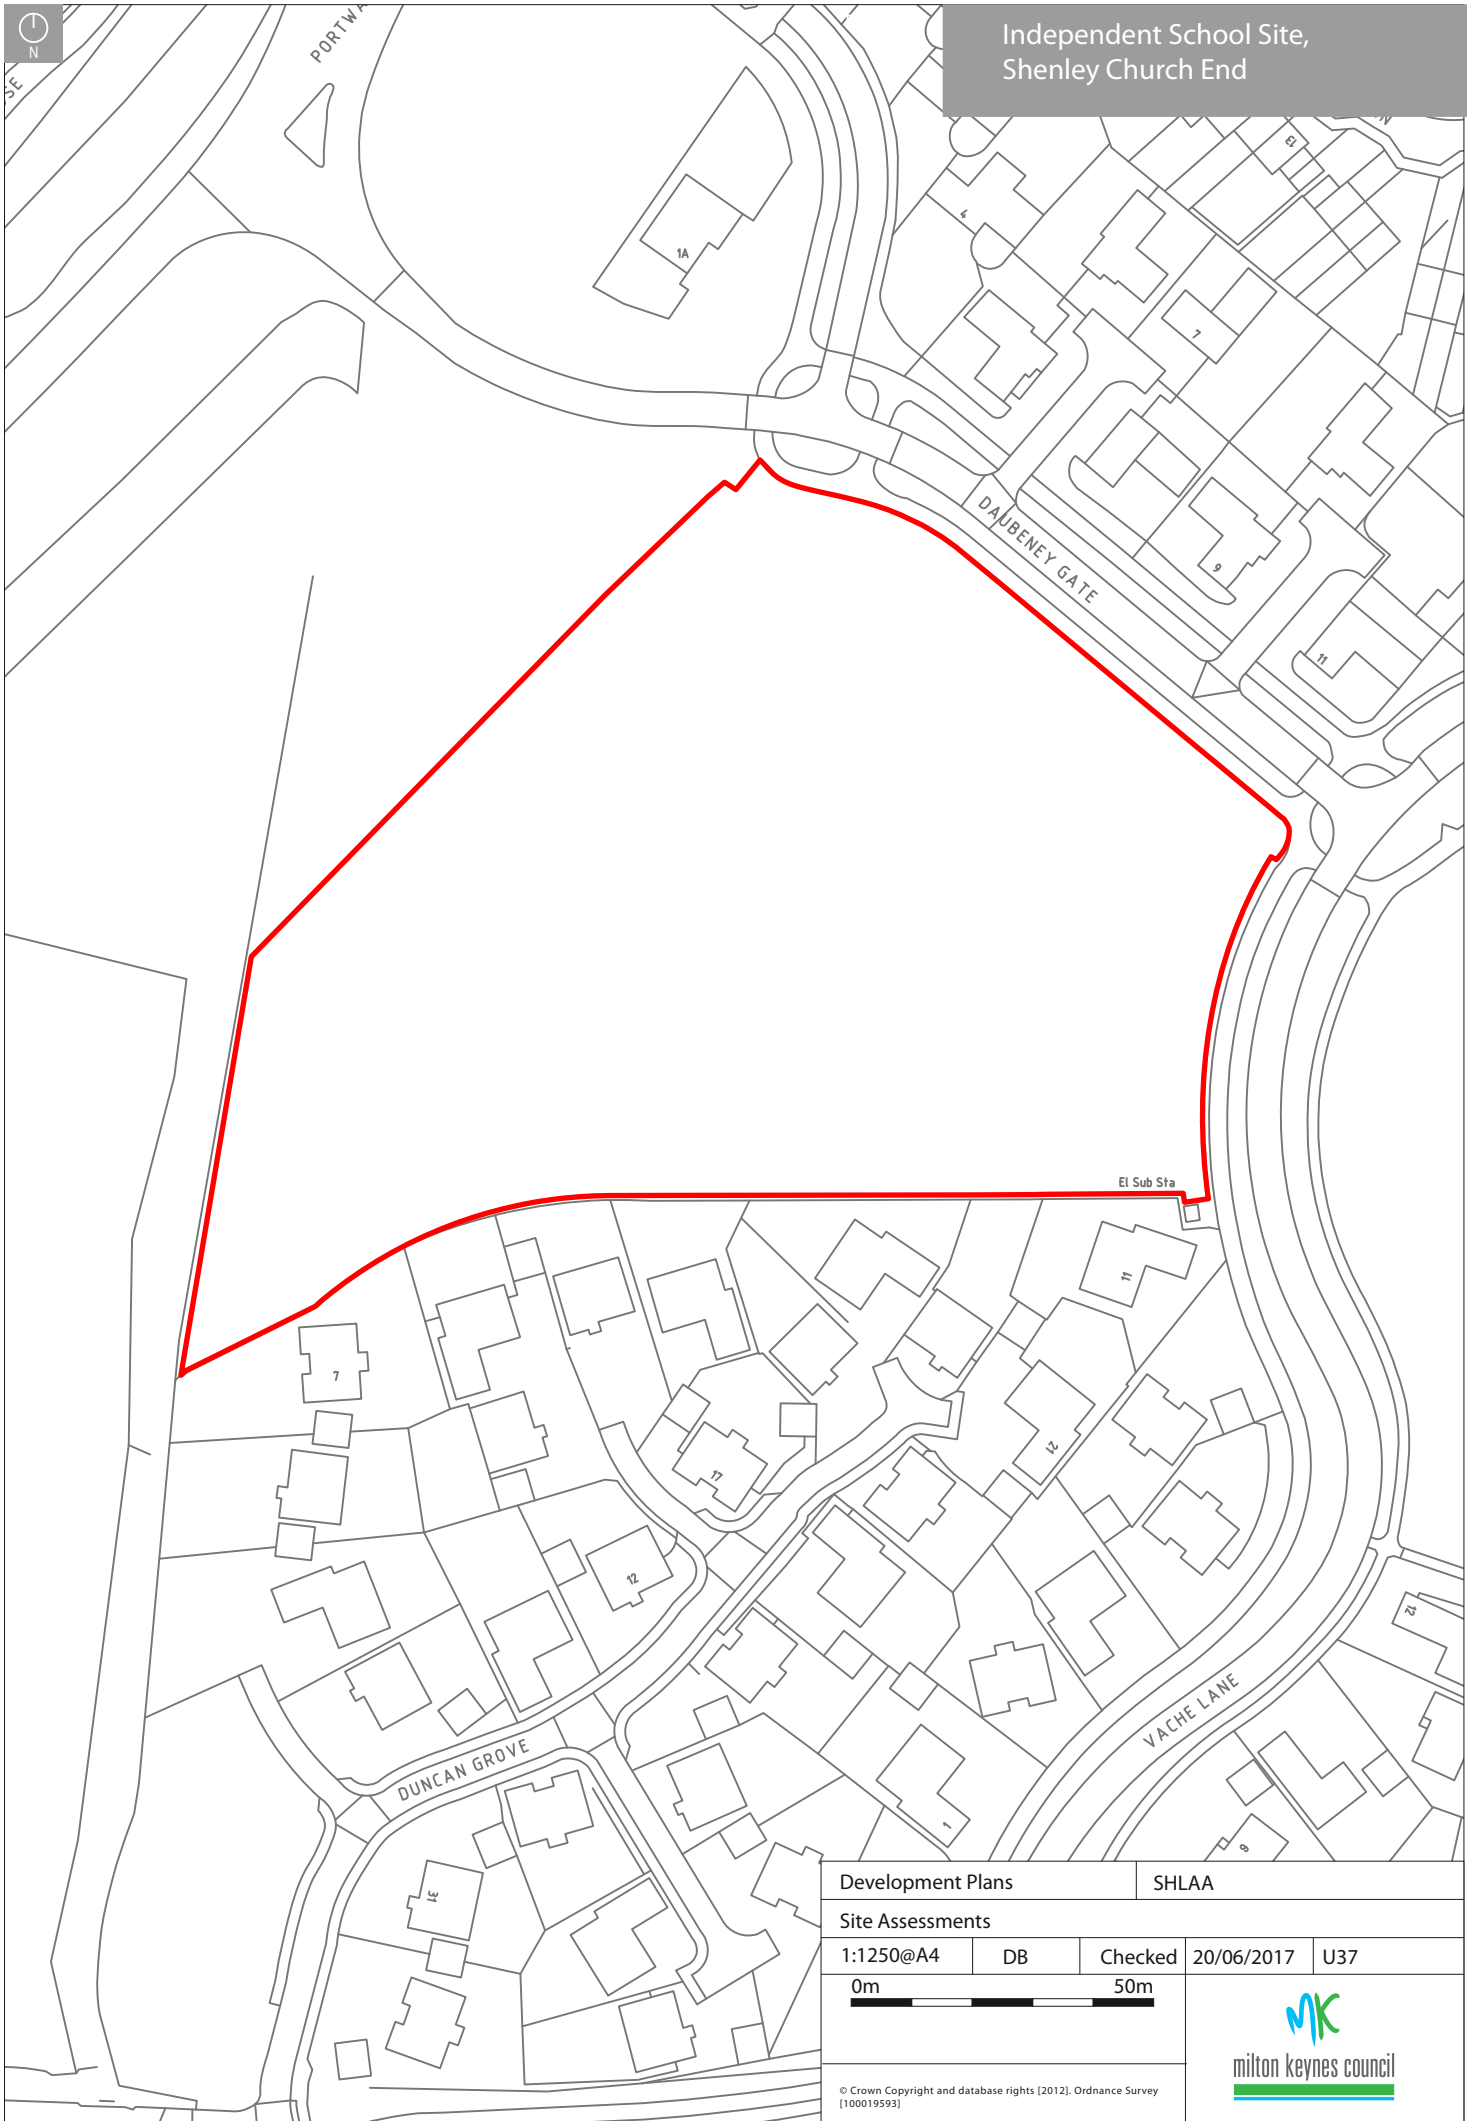 N
Independent School Site,
Shenley Church End
PORTWA
1A
4
13
7
9
11
DAUBENEY GATE
El Sub Sta
11
7
17
21
12
12
VACHE LANE
DUNCAN GROVE
1
9
31
Development Plans SHLAA
Site Assessments
1:1250@A4 DB Checked 20/06/2017 U37
0m 50m
milton keynes council
© Crown Copyright and database rights [2012]. Ordnance Survey
[100019593]